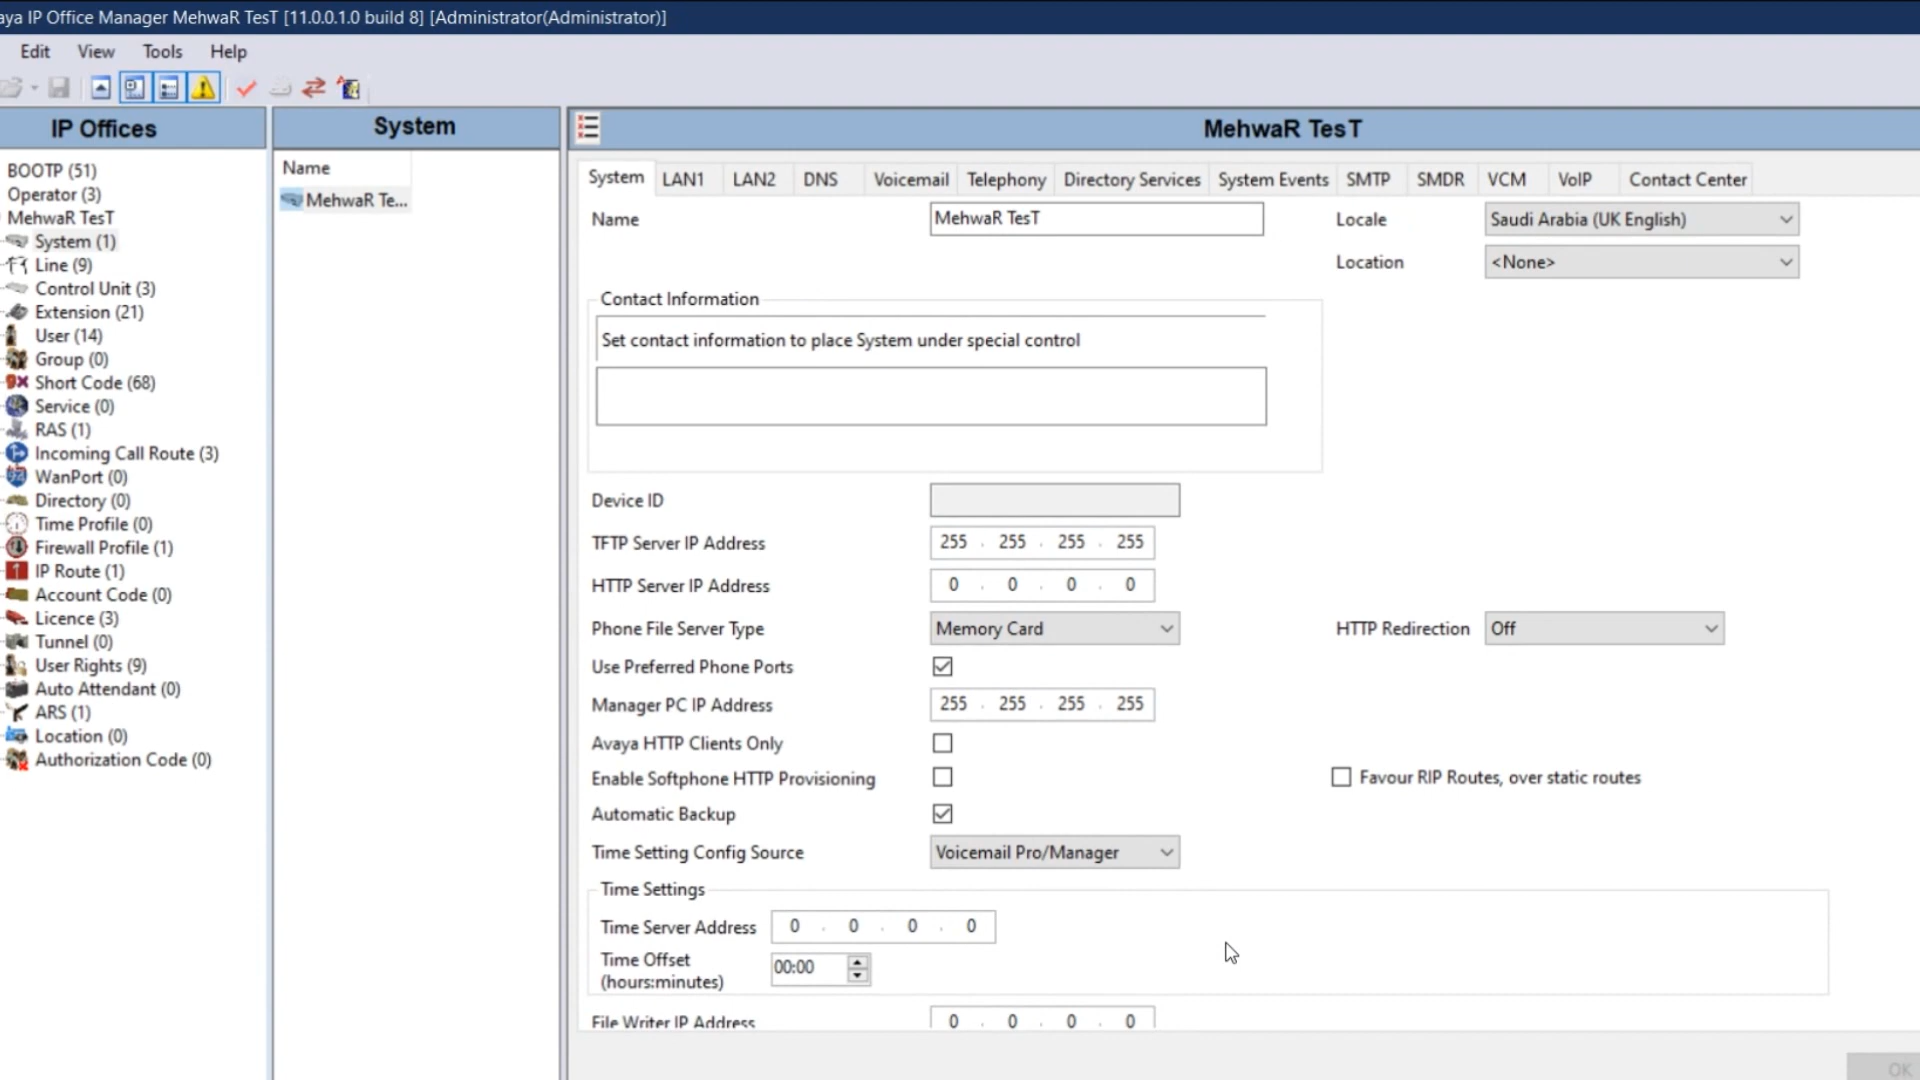 aya IP Office Manager MehwaR TesT [11.0.0.1.0 build 8] [Administrator(Administrator)]
Edit View Tools Help
IP Offices
BOOTP (51)
Operator (3)
MehwaR TesT
System (1)
Line (9)
Control Unit (3)
Extension (21)
User (14)
Group (0)
Short Code (68)
Service (0)
RAS (1)
Incoming Call Route (3)
WanPort (0)
Directory (0)
Time Profile (0)
Firewall Profile (1)
IP Route (1)
Account Code (0)
Licence (3)
Tunnel (0)
User Rights (9)
Auto Attendant (0)
ARS (1)
Location (0)
Authorization Code (0)
System
Name
MehwaR Te...
MehwaR TesT
System LAN1 LAN2 DNS Voicemail Telephony Directory Services System Events SMTP SMDR VCM VoIP Contact Center
Name MehwaR TesT Locale Saudi Arabia (UK English)
Location <None>
Contact Information
Set contact information to place System under special control
Device ID
TFTP Server IP Address 255 . 255 . 255 . 255
HTTP Server IP Address 0 . 0 . 0 . 0
Phone File Server Type Memory Card HTTP Redirection Off
Use Preferred Phone Ports
Manager PC IP Address 255 . 255 . 255 . 255
Avaya HTTP Clients Only
Enable Softphone HTTP Provisioning Favour RIP Routes, over static routes
Automatic Backup
Time Setting Config Source Voicemail Pro/Manager
Time Settings
Time Server Address 0 . 0 . 0 . 0
Time Offset 00:00
(hours:minutes)
File Writer IP Address 0 . 0 . 0 . 0
OK